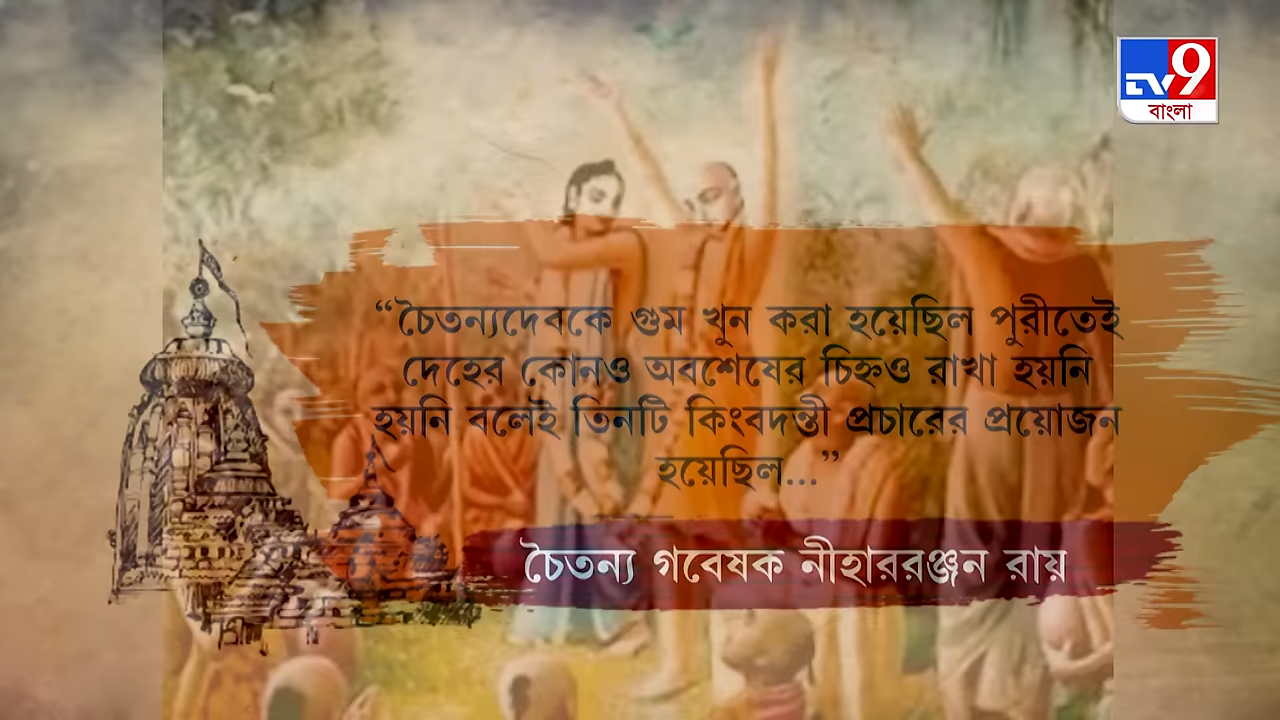 TV9
বাংলা
“চৈতন্যদেবকে গুম খুন করা হয়েছিল পুরীতেই
দেহের কোনও অবশেষের চিহ্নও রাখা হয়নি
হয়নি বলেই তিনটি কিংবদন্তী প্রচারের প্রয়োজন
হয়েছিল...”
চৈতন্য গবেষক নীহাররঞ্জন রায়